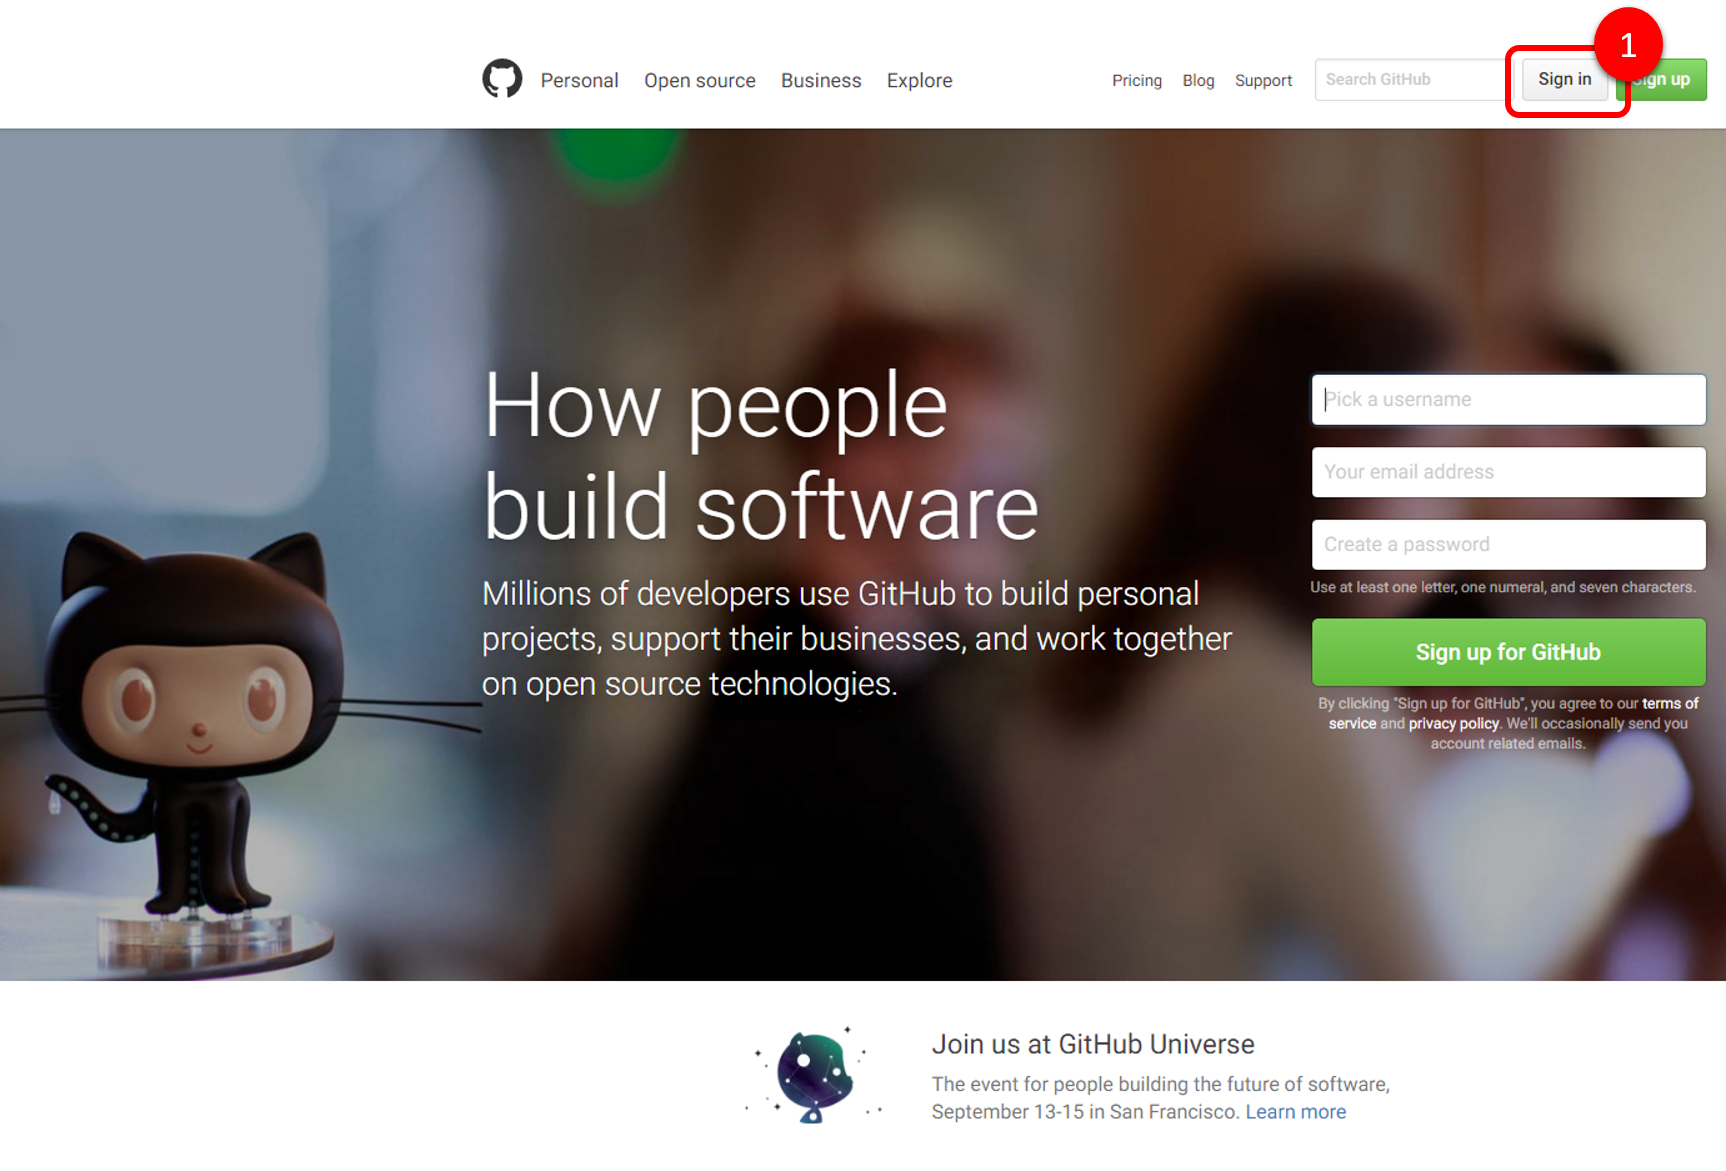 Personal Open source Business Explore Pricing Blog Support Search GitHub Sign in Sign up
1
How people
build software
Millions of developers use GitHub to build personal
projects, support their businesses, and work together
on open source technologies.
Pick a username
Your email address
Create a password
Use at least one letter, one numeral, and seven characters.
Sign up for GitHub
By clicking "Sign up for GitHub", you agree to our terms of
service and privacy policy. We'll occasionally send you
account related emails.
Join us at GitHub Universe
The event for people building the future of software,
September 13-15 in San Francisco. Learn more